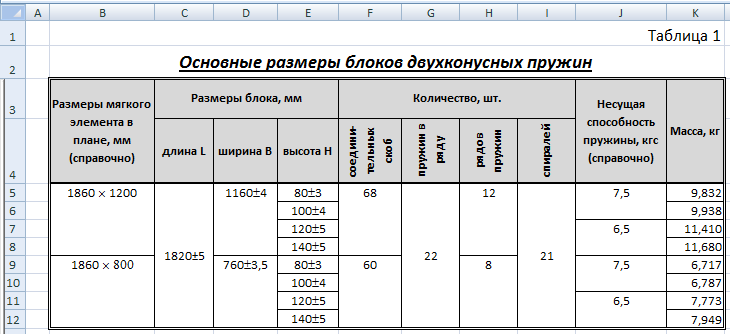 A B C D E F G H I J K
1 Таблица 1
2 Основные размеры блоков двухконусных пружин
3 Размеры мягкого элемента в плане, мм (справочно) Размеры блока, мм Количество, шт. Несущая способность пружины, кгс (справочно) Масса, кг
4 длина L ширина B высота H соедини-тельных скоб пружин в ряду рядов пружин спиралей
5 1860 × 1200 1820±5 1160±4 80±3 68 22 12 21 7,5 9,832
6 100±4 9,938
7 120±5 6,5 11,410
8 140±5 11,680
9 1860 × 800 760±3,5 80±3 60 8 7,5 6,717
10 100±4 6,787
11 120±5 6,5 7,773
12 140±5 7,949